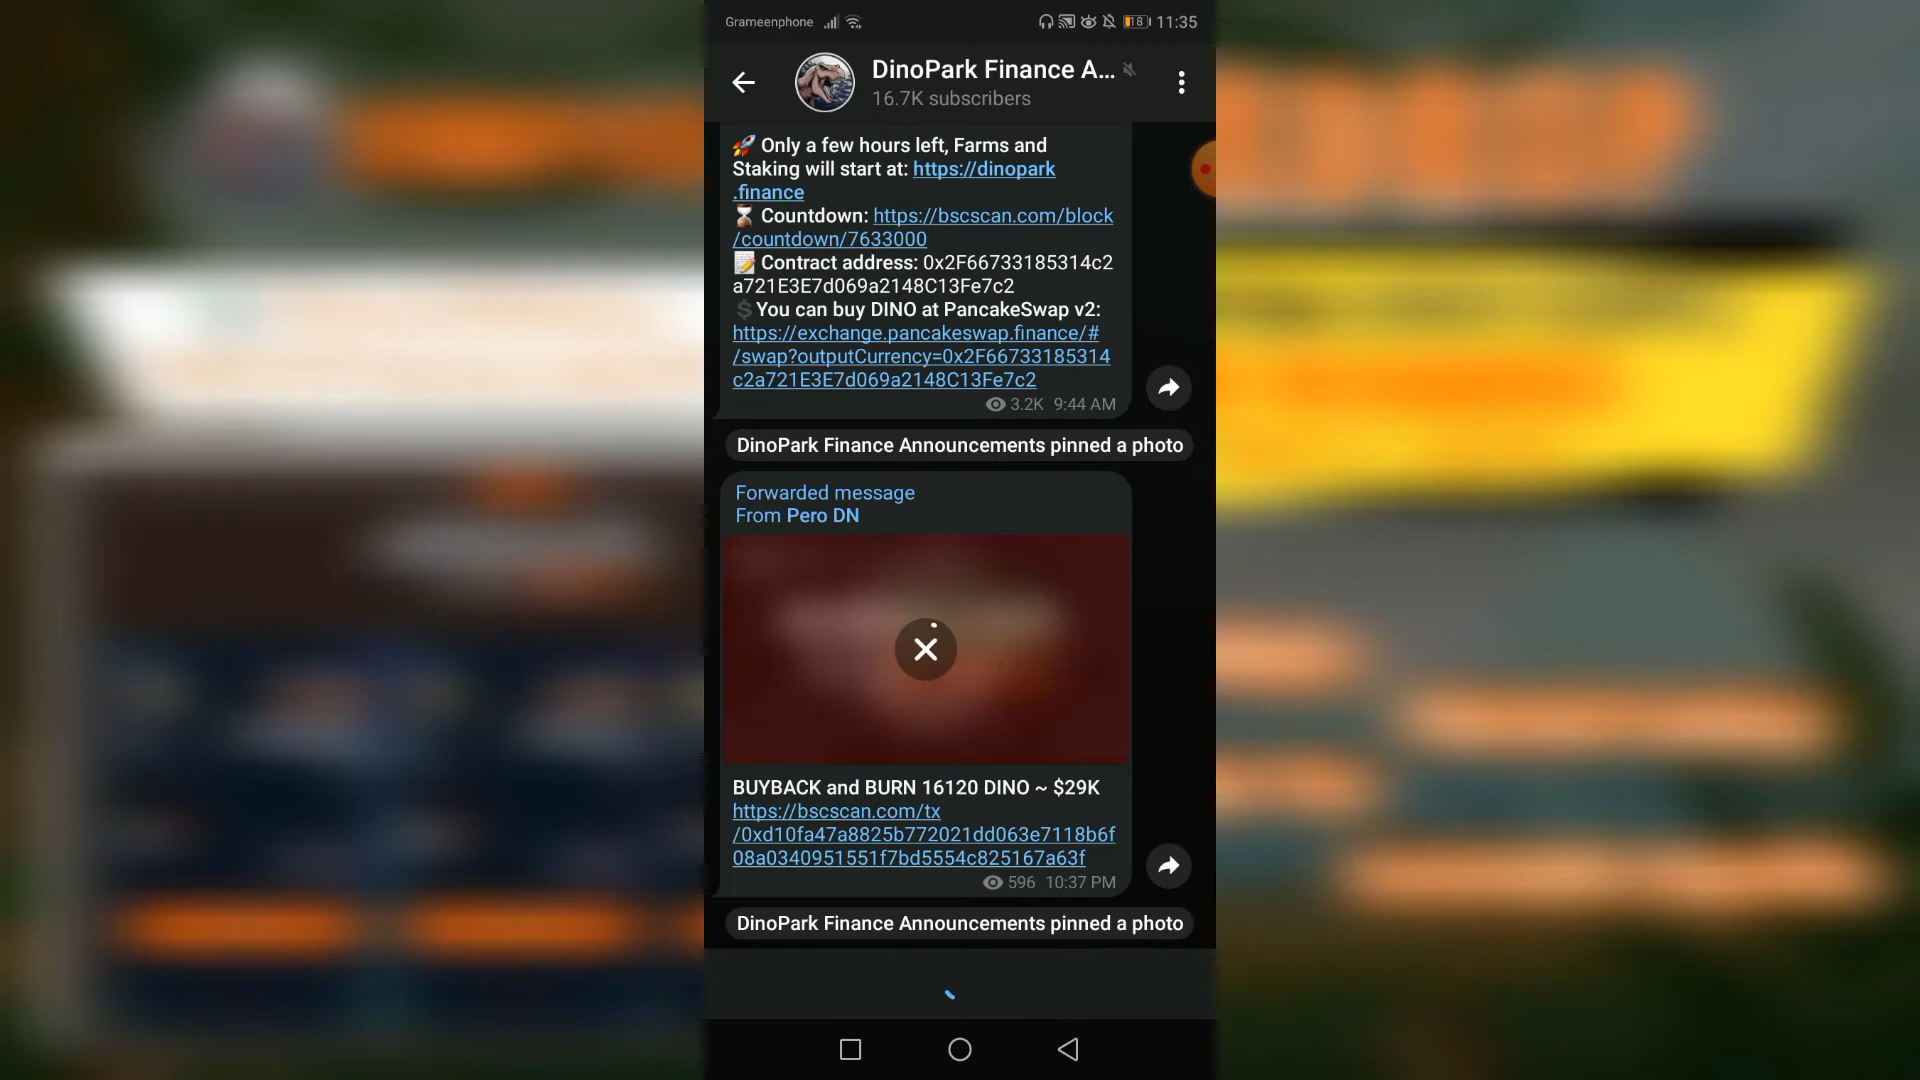 Grameenphone
18 11:35
DinoPark Finance A...
16.7K subscribers
🚀 Only a few hours left, Farms and
Staking will start at: https://dinopark
.finance
⏳ Countdown: https://bscscan.com/block
/countdown/7633000
📝 Contract address: 0x2F66733185314c2
a721E3E7d069a2148C13Fe7c2
💲You can buy DINO at PancakeSwap v2:
https://exchange.pancakeswap.finance/#
/swap?outputCurrency=0x2F66733185314
c2a721E3E7d069a2148C13Fe7c2
3.2K 9:44 AM
DinoPark Finance Announcements pinned a photo
Forwarded message
From Pero DN
BUYBACK and BURN 16120 DINO ~ $29K
https://bscscan.com/tx
/0xd10fa47a8825b772021dd063e7118b6f
08a0340951551f7bd5554c825167a63f
596 10:37 PM
DinoPark Finance Announcements pinned a photo